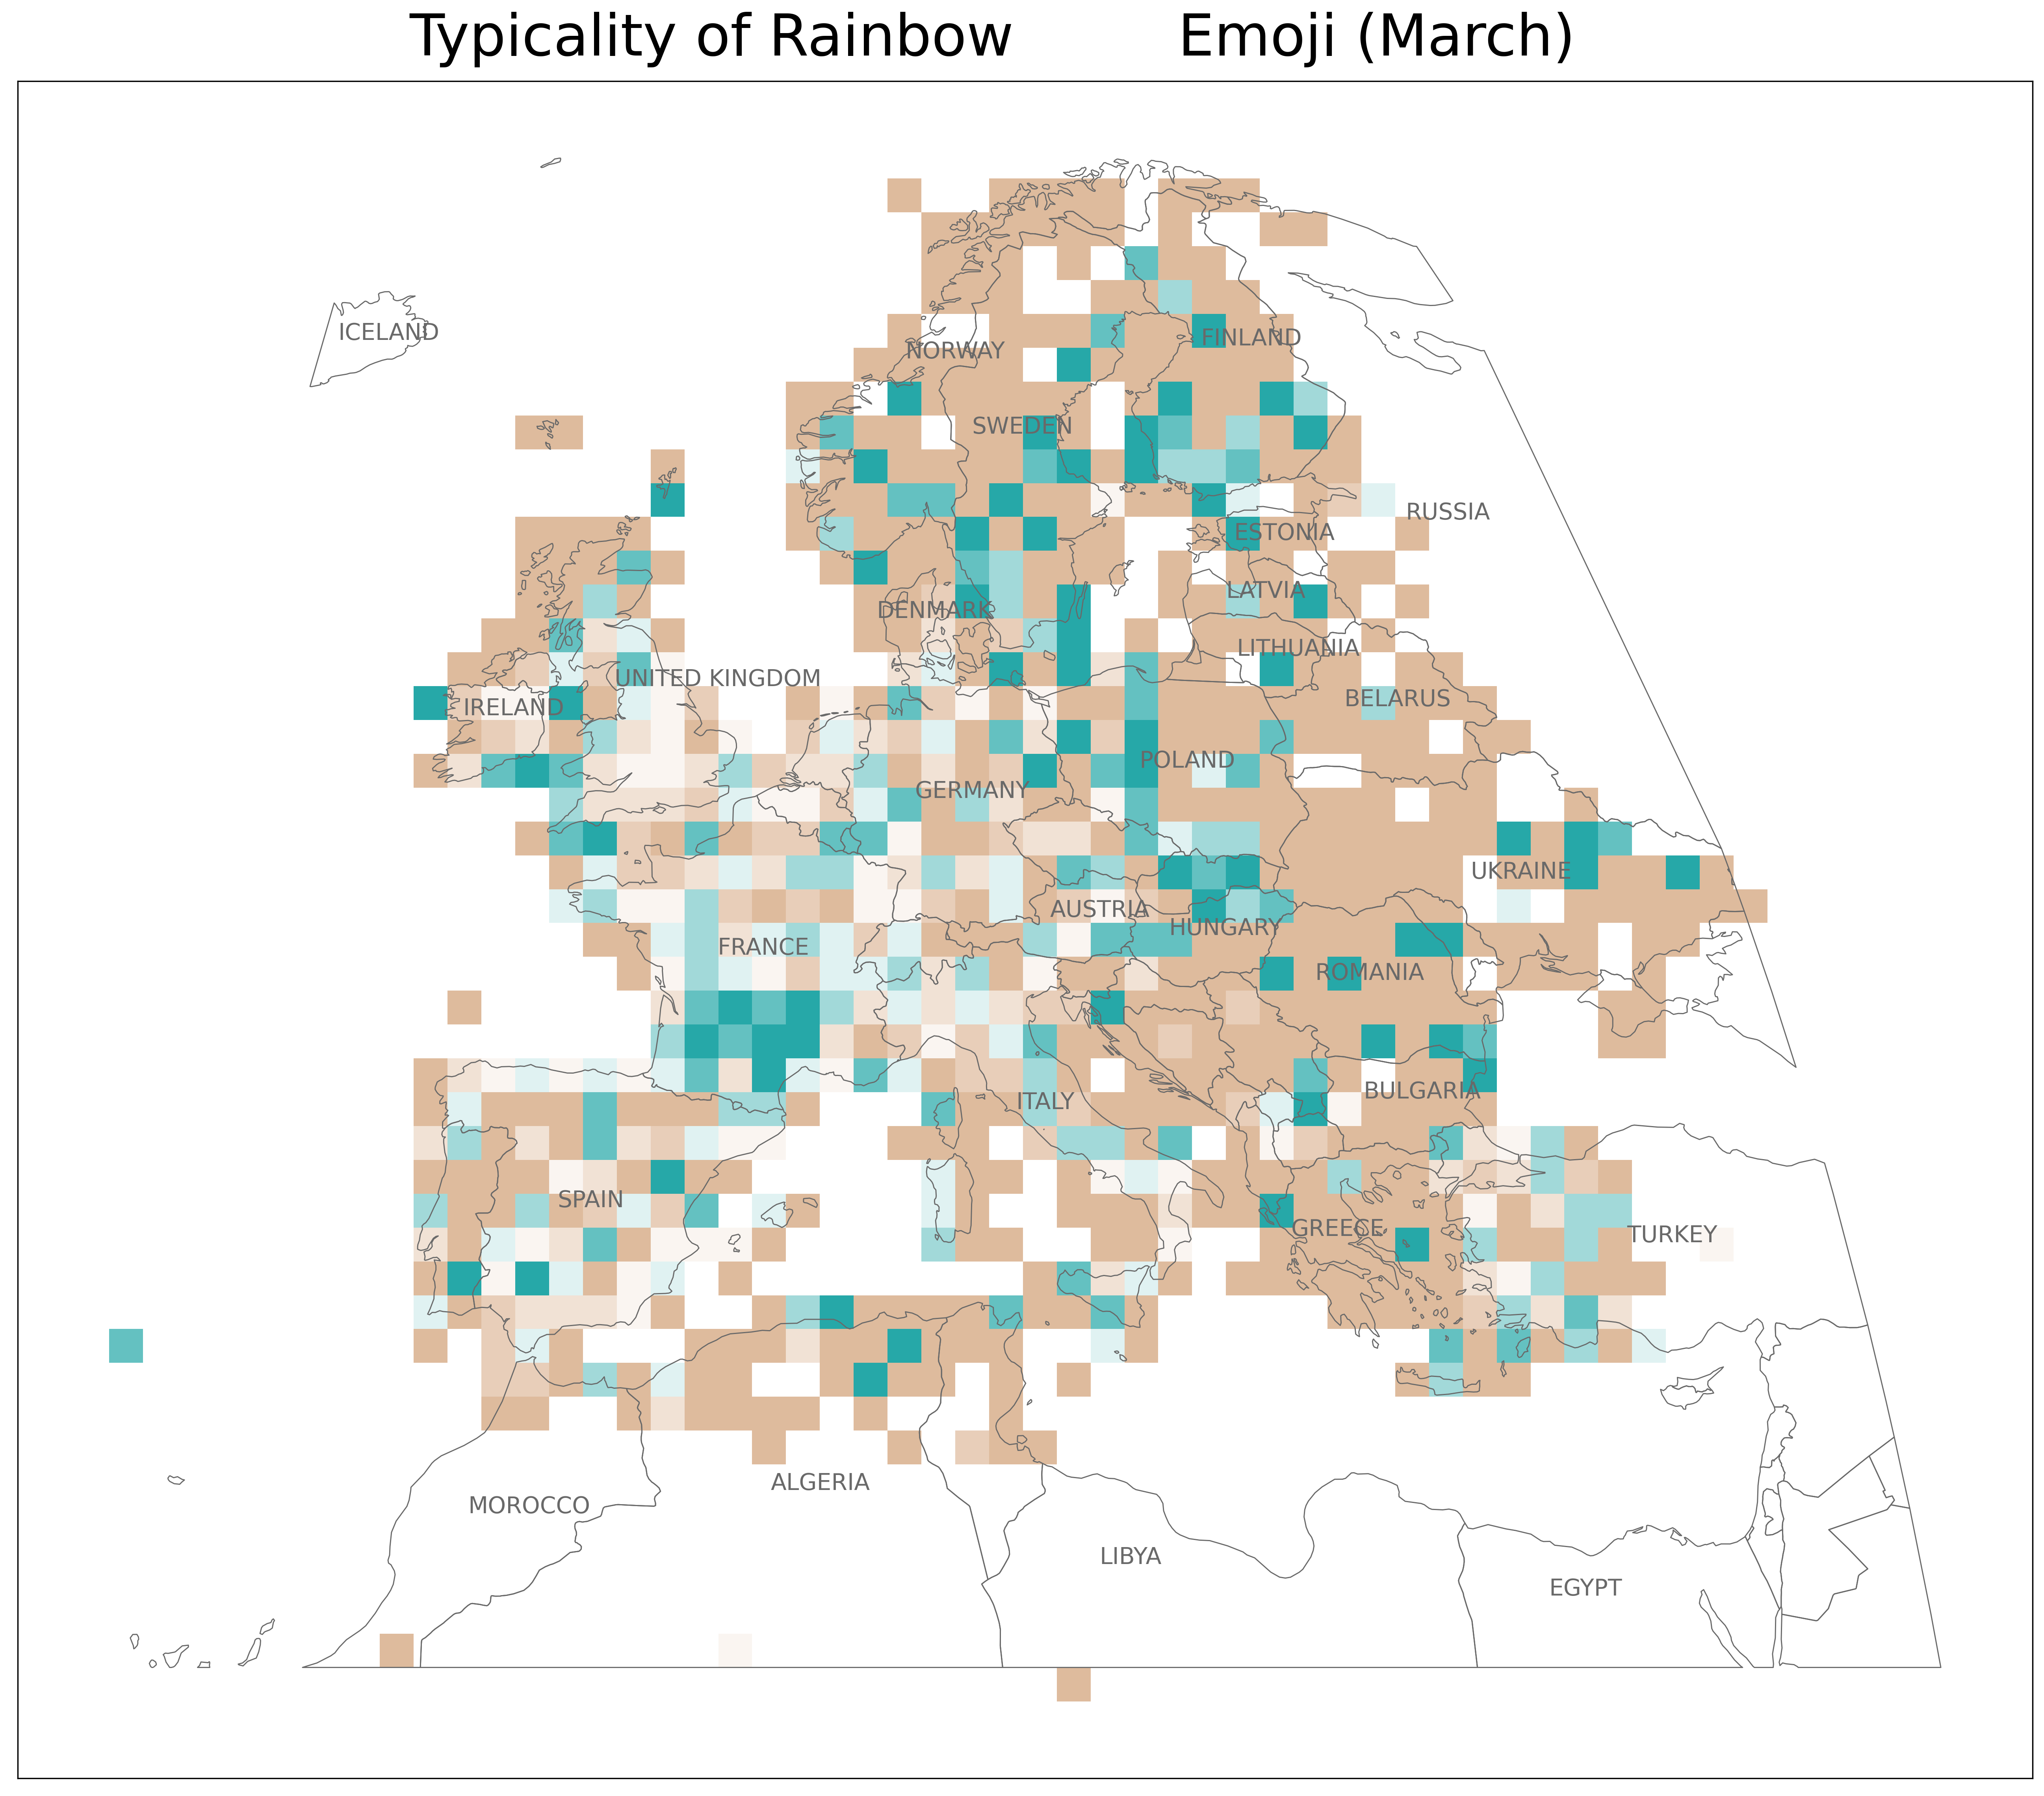 Typicality of Rainbow Emoji (March)
ICELAND
NORWAY
FINLAND
SWEDEN
RUSSIA
ESTONIA
LATVIA
DENMARK
LITHUANIA
UNITED KINGDOM
IRELAND
BELARUS
POLAND
GERMANY
UKRAINE
AUSTRIA
HUNGARY
FRANCE
ROMANIA
BULGARIA
ITALY
SPAIN
GREECE
TURKEY
ALGERIA
MOROCCO
LIBYA
EGYPT